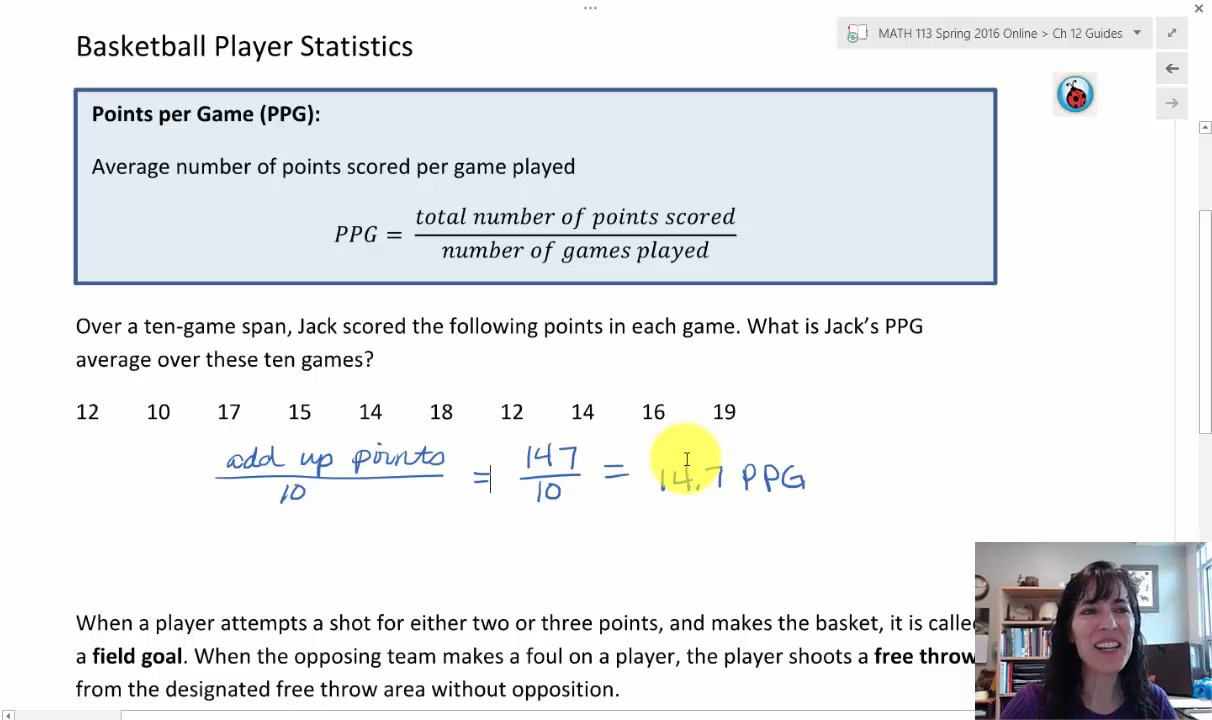 Basketball Player Statistics
MATH 113 Spring 2016 Online > Ch 12 Guides
Points per Game (PPG):
Average number of points scored per game played
PPG = total number of points scored
number of games played
Over a ten-game span, Jack scored the following points in each game. What is Jack's PPG
average over these ten games?
12 10 17 15 14 18 12 14 16 19
add up points = 147 = 14.7 PPG
10 10
When a player attempts a shot for either two or three points, and makes the basket, it is calle
a field goal. When the opposing team makes a foul on a player, the player shoots a free throw
from the designated free throw area without opposition.